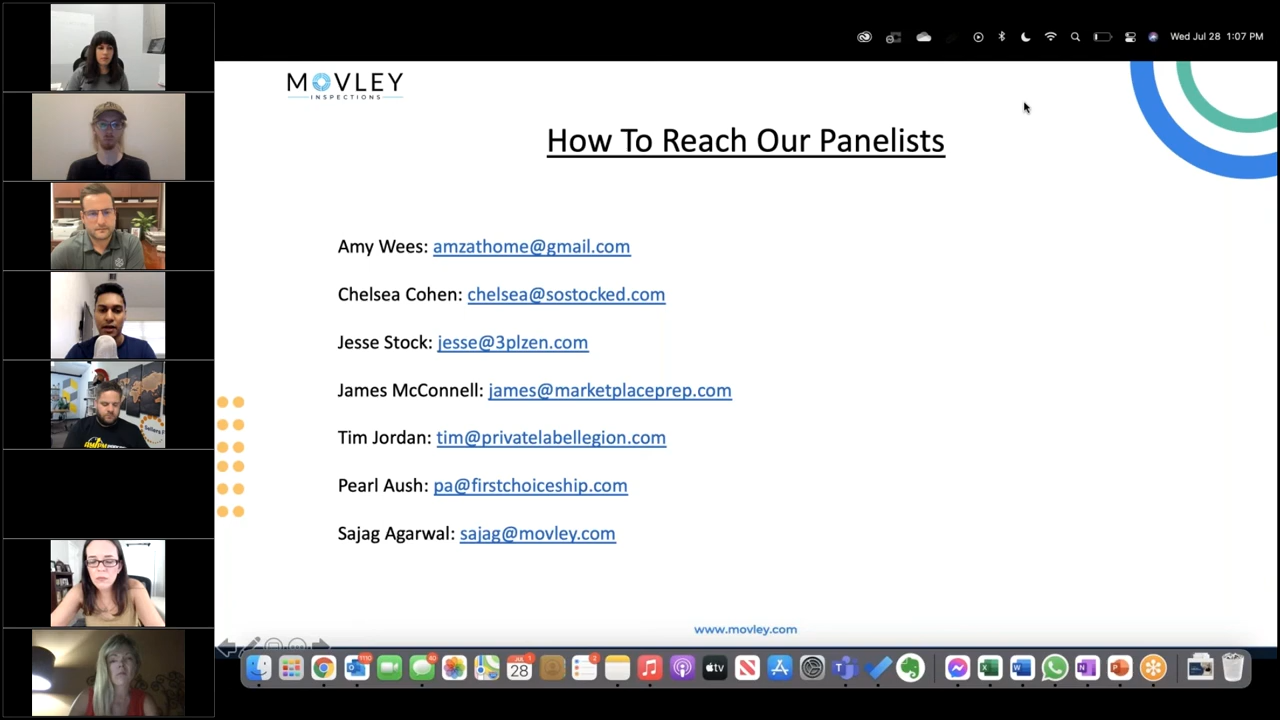 Wed Jul 28 1:07 PM
MOVLEY
INSPECTIONS
How To Reach Our Panelists
Amy Wees: amzathome@gmail.com
Chelsea Cohen: chelsea@sostocked.com
Jesse Stock: jesse@3plzen.com
James McConnell: james@marketplaceprep.com
Tim Jordan: tim@privatelabellegion.com
Pearl Aush: pa@firstchoiceship.com
Sajag Agarwal: sajag@movley.com
www.movley.com
JUL
28
tv